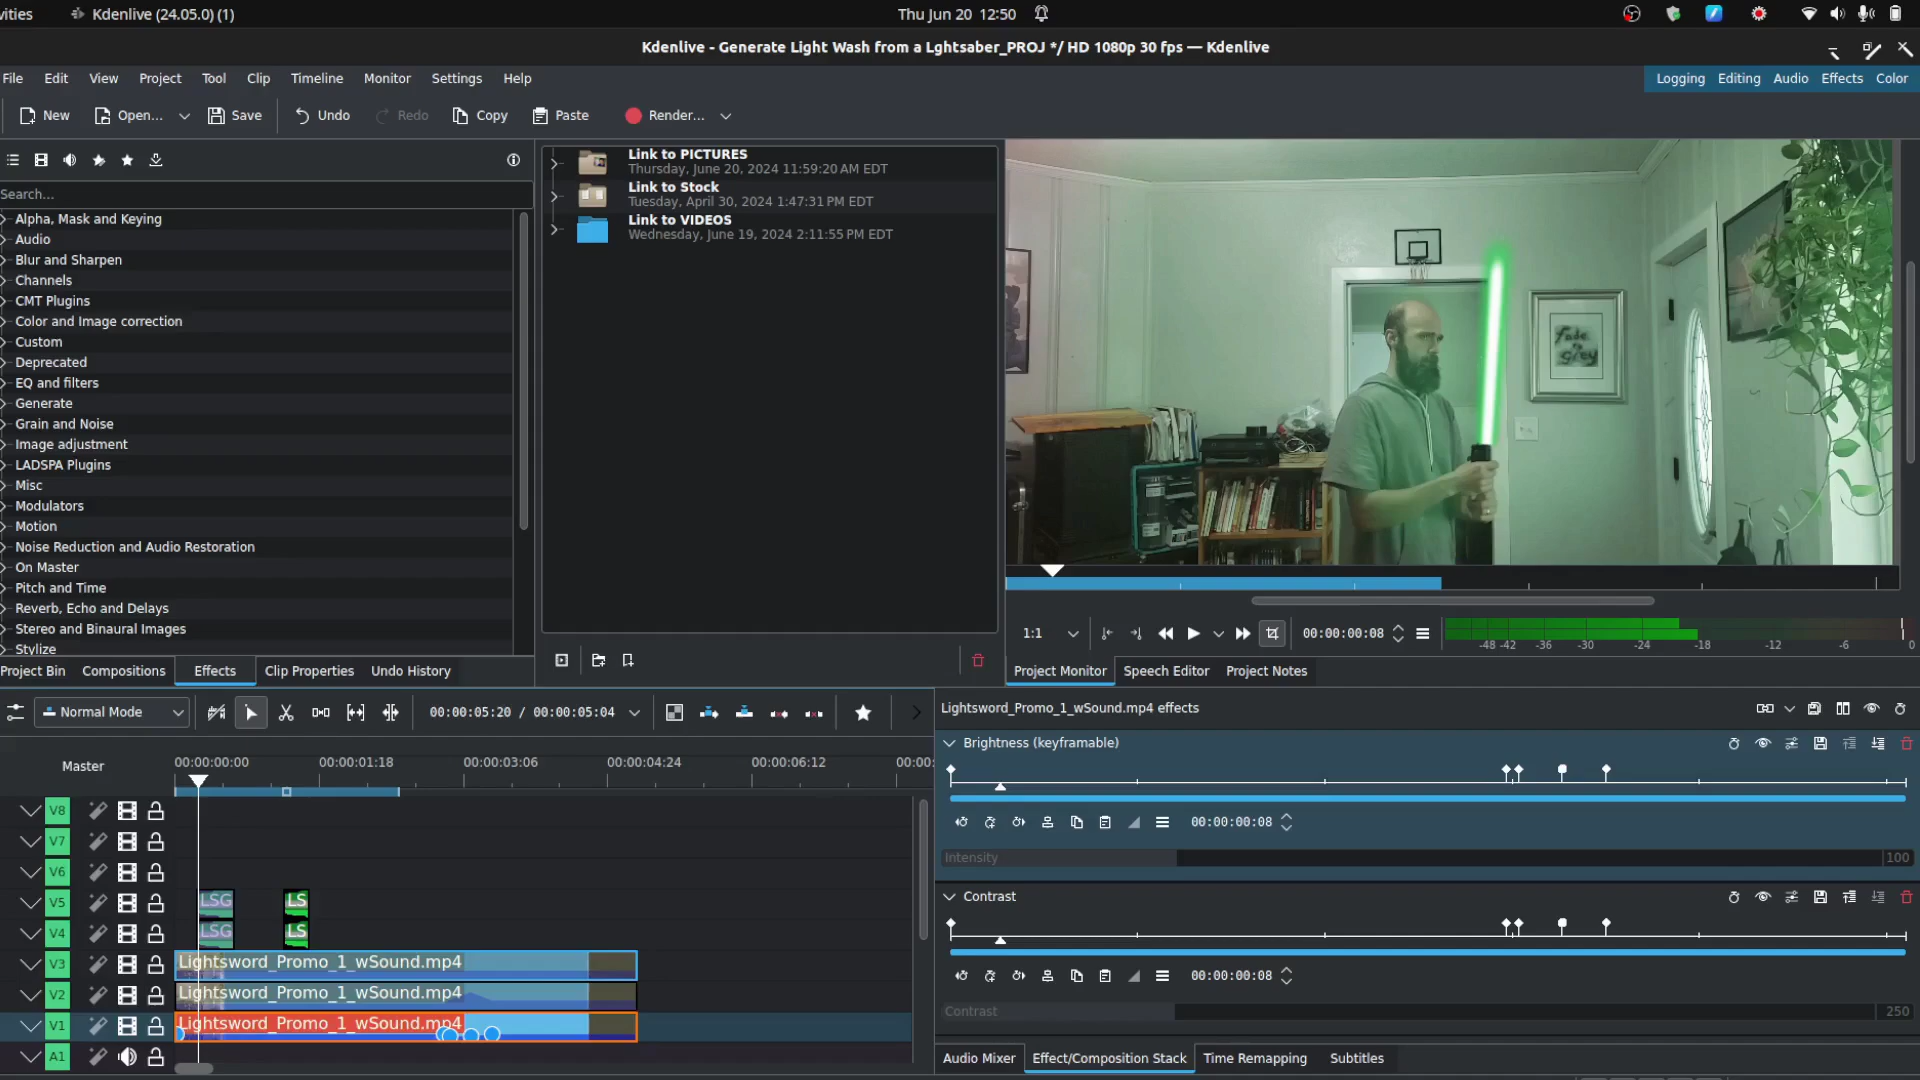 vities
Kdenlive (24.05.0) (1)
Thu Jun 20 12:50
Kdenlive - Generate Light Wash from a Lghtsaber_PROJ */ HD 1080p 30 fps — Kdenlive
File Edit View Project Tool Clip Timeline Monitor Settings Help
Logging Editing Audio Effects Color
New Open... Save Undo Redo Copy Paste Render...
Search...
Alpha, Mask and Keying
Audio
Blur and Sharpen
Channels
CMT Plugins
Color and Image correction
Custom
Deprecated
EQ and filters
Generate
Grain and Noise
Image adjustment
LADSPA Plugins
Misc
Modulators
Motion
Noise Reduction and Audio Restoration
On Master
Pitch and Time
Reverb, Echo and Delays
Stereo and Binaural Images
Stylize
Link to PICTURES
Thursday, June 20, 2024 11:59:20 AM EDT
Link to Stock
Tuesday, April 30, 2024 1:47:31 PM EDT
Link to VIDEOS
Wednesday, June 19, 2024 2:11:55 PM EDT
Fade to Grey
1:1
00:00:00:08
-48 -42 -36 -30 -24 -18 -12 -6 0
Project Bin Compositions Effects Clip Properties Undo History
Project Monitor Speech Editor Project Notes
Normal Mode
00:00:05:20 / 00:00:05:04
Master
00:00:00:00 00:00:01:18 00:00:03:06 00:00:04:24 00:00:06:12 00:00:
V8
V7
V6
V5 LSG LS
V4 LSG LS
V3 Lightsword_Promo_1_wSound.mp4
V2 Lightsword_Promo_1_wSound.mp4
V1 Lightsword_Promo_1_wSound.mp4
A1
Lightsword_Promo_1_wSound.mp4 effects
Brightness (keyframable)
00:00:00:08
Intensity 100
Contrast
00:00:00:08
Contrast 250
Audio Mixer Effect/Composition Stack Time Remapping Subtitles